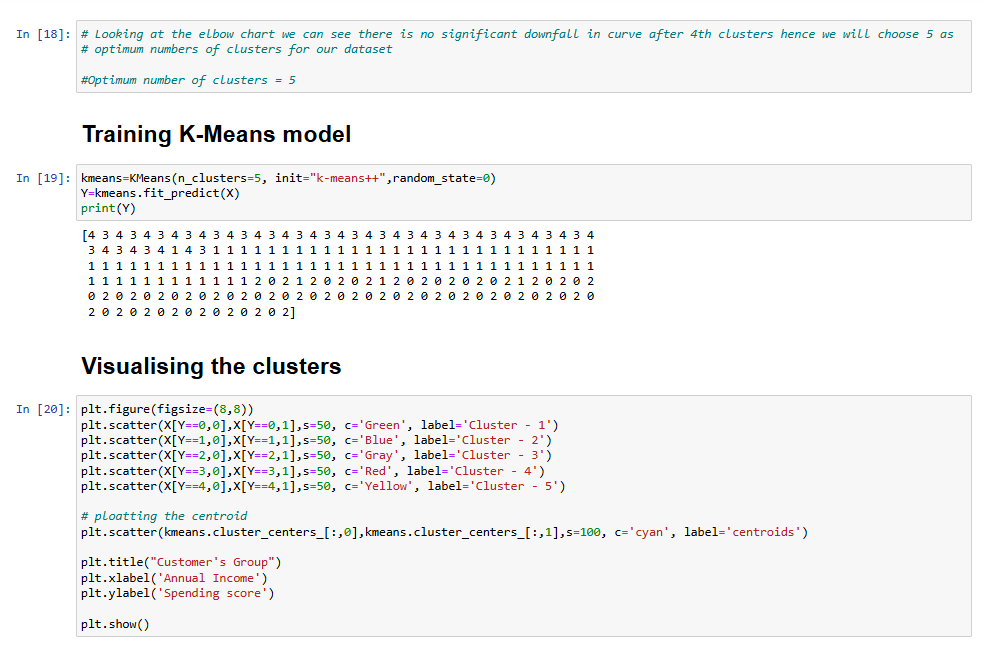 In [18]: # Looking at the elbow chart we can see there is no significant downfall in curve after 4th clusters hence we will choose 5 as
# optimum numbers of clusters for our dataset
#Optimum number of clusters = 5
Training K-Means model
In [19]: kmeans=KMeans(n_clusters=5, init="k-means++",random_state=0)
Y=kmeans.fit_predict(X)
print(Y)
[4 3 4 3 4 3 4 3 4 3 4 3 4 3 4 3 4 3 4 3 4 3 4 3 4 3 4 3 4 3 4 3 4 3 4 3 4
3 4 3 4 3 4 1 4 3 1 1 1 1 1 1 1 1 1 1 1 1 1 1 1 1 1 1 1 1 1 1 1 1 1 1 1 1
1 1 1 1 1 1 1 1 1 1 1 1 1 1 1 1 1 1 1 1 1 1 1 1 1 1 1 1 1 1 1 1 1 1 1 1 1
1 1 1 1 1 1 1 1 1 1 1 1 2 0 2 1 2 0 2 0 2 1 2 0 2 0 2 0 2 0 2 1 2 0 2 0 2
0 2 0 2 0 2 0 2 0 2 0 2 0 2 0 2 0 2 0 2 0 2 0 2 0 2 0 2 0 2 0 2 0 2 0 2 0
2 0 2 0 2 0 2 0 2 0 2 0 2 0 2]
Visualising the clusters
In [20]: plt.figure(figsize=(8,8))
plt.scatter(X[Y==0,0],X[Y==0,1],s=50, c='Green', label='Cluster - 1')
plt.scatter(X[Y==1,0],X[Y==1,1],s=50, c='Blue', label='Cluster - 2')
plt.scatter(X[Y==2,0],X[Y==2,1],s=50, c='Gray', label='Cluster - 3')
plt.scatter(X[Y==3,0],X[Y==3,1],s=50, c='Red', label='Cluster - 4')
plt.scatter(X[Y==4,0],X[Y==4,1],s=50, c='Yellow', label='Cluster - 5')
# ploatting the centroid
plt.scatter(kmeans.cluster_centers_[:,0],kmeans.cluster_centers_[:,1],s=100, c='cyan', label='centroids')
plt.title("Customer's Group")
plt.xlabel('Annual Income')
plt.ylabel('Spending score')
plt.show()